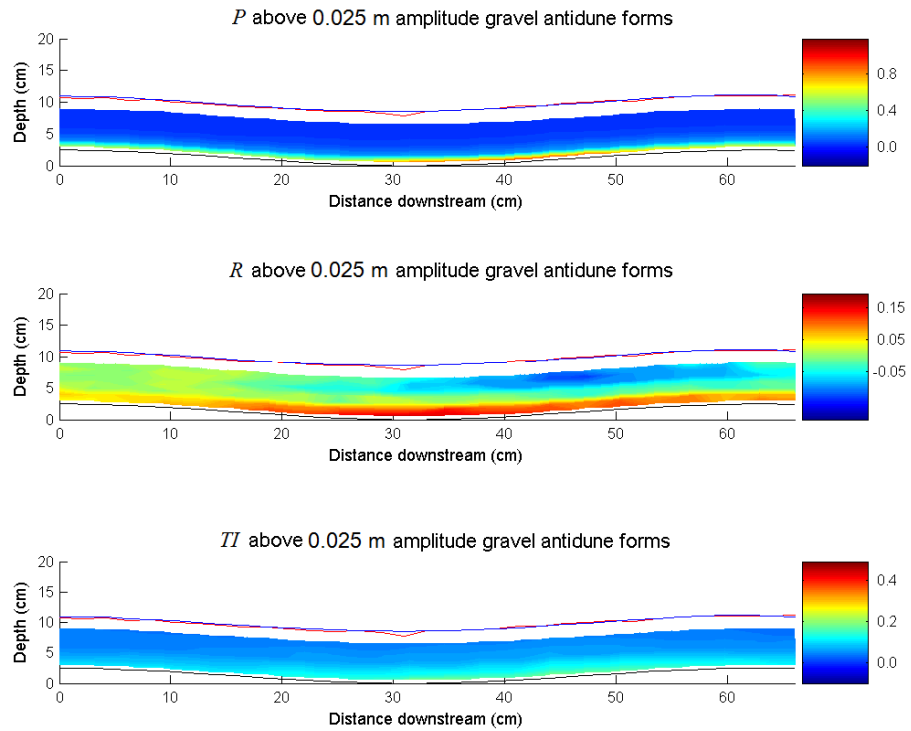 P above 0.025 m amplitude gravel antidune forms
20
15
10
5
0
Depth (cm)
0 10 20 30 40 50 60
Distance downstream (cm)
0.8
0.4
0.0
R above 0.025 m amplitude gravel antidune forms
20
15
10
5
0
Depth (cm)
0 10 20 30 40 50 60
Distance downstream (cm)
0.15
0.05
-0.05
TI above 0.025 m amplitude gravel antidune forms
20
15
10
5
0
Depth (cm)
0 10 20 30 40 50 60
Distance downstream (cm)
0.4
0.2
0.0